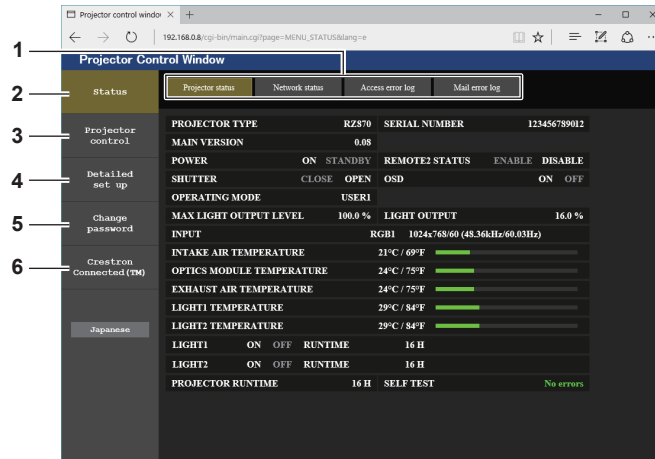 Projector control windov
192.168.0.8/cgi-bin/main.cgi?page=MENU_STATUS&lang=e
Projector Control Window
1
2
3
4
5
6
Status
Projector control
Detailed set up
Change password
Crestron Connected(TM)
Japanese
Projector status Network status Access error log Mail error log
PROJECTOR TYPE RZ870 SERIAL NUMBER 123456789012
MAIN VERSION 0.08
POWER ON STANDBY REMOTE2 STATUS ENABLE DISABLE
SHUTTER CLOSE OPEN OSD ON OFF
OPERATING MODE USER1
MAX LIGHT OUTPUT LEVEL 100.0 % LIGHT OUTPUT 16.0 %
INPUT RGB1 1024x768/60 (48.36kHz/60.03Hz)
INTAKE AIR TEMPERATURE 21°C / 69°F
OPTICS MODULE TEMPERATURE 24°C / 75°F
EXHAUST AIR TEMPERATURE 24°C / 75°F
LIGHT1 TEMPERATURE 29°C / 84°F
LIGHT2 TEMPERATURE 29°C / 84°F
LIGHT1 ON OFF RUNTIME 16 H
LIGHT2 ON OFF RUNTIME 16 H
PROJECTOR RUNTIME 16 H SELF TEST No errors